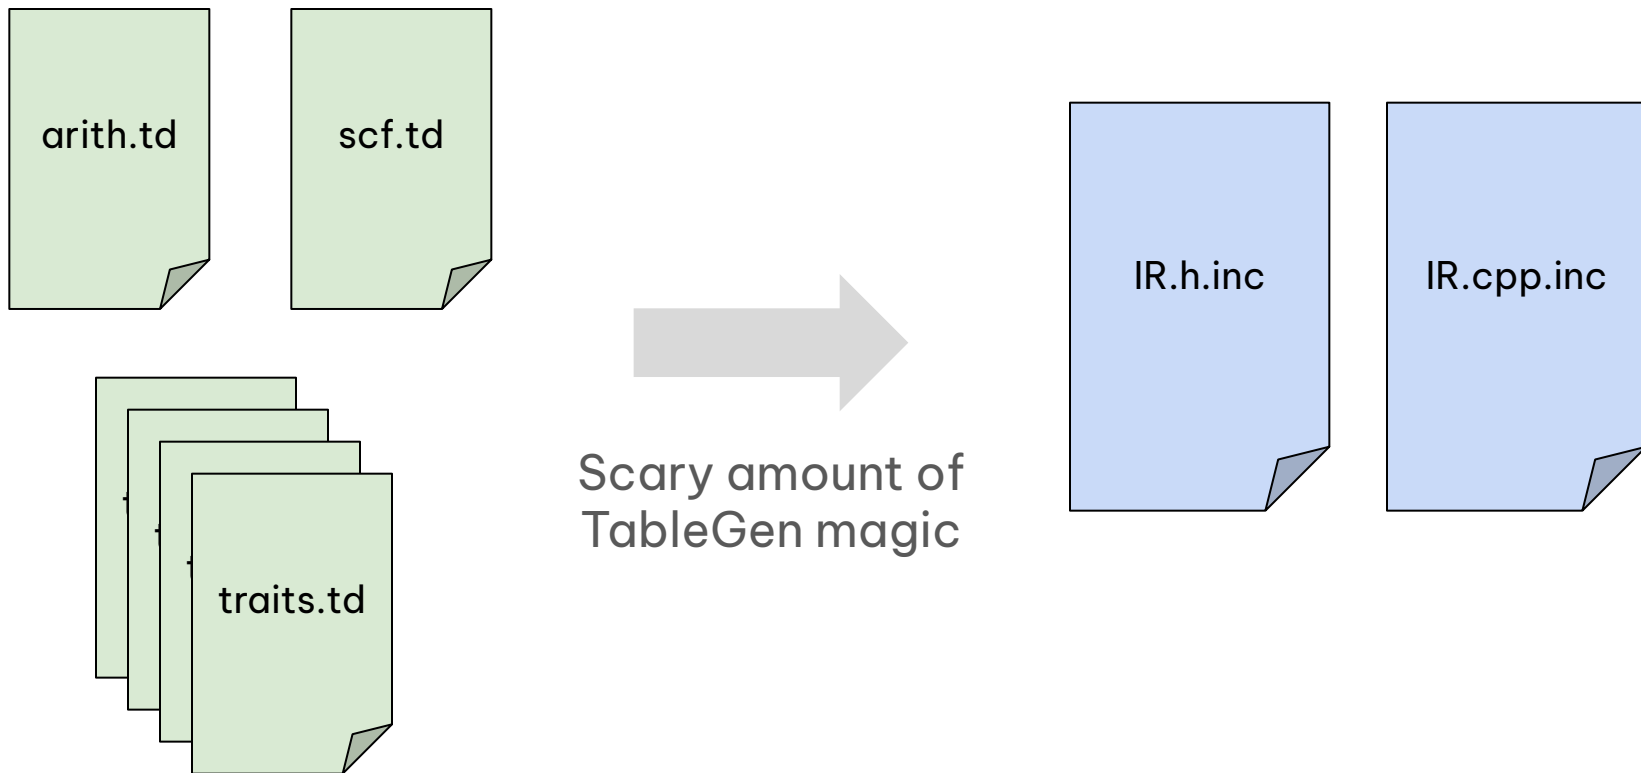 arith.td
scf.td
traits.td
Scary amount of
TableGen magic
IR.h.inc
IR.cpp.inc